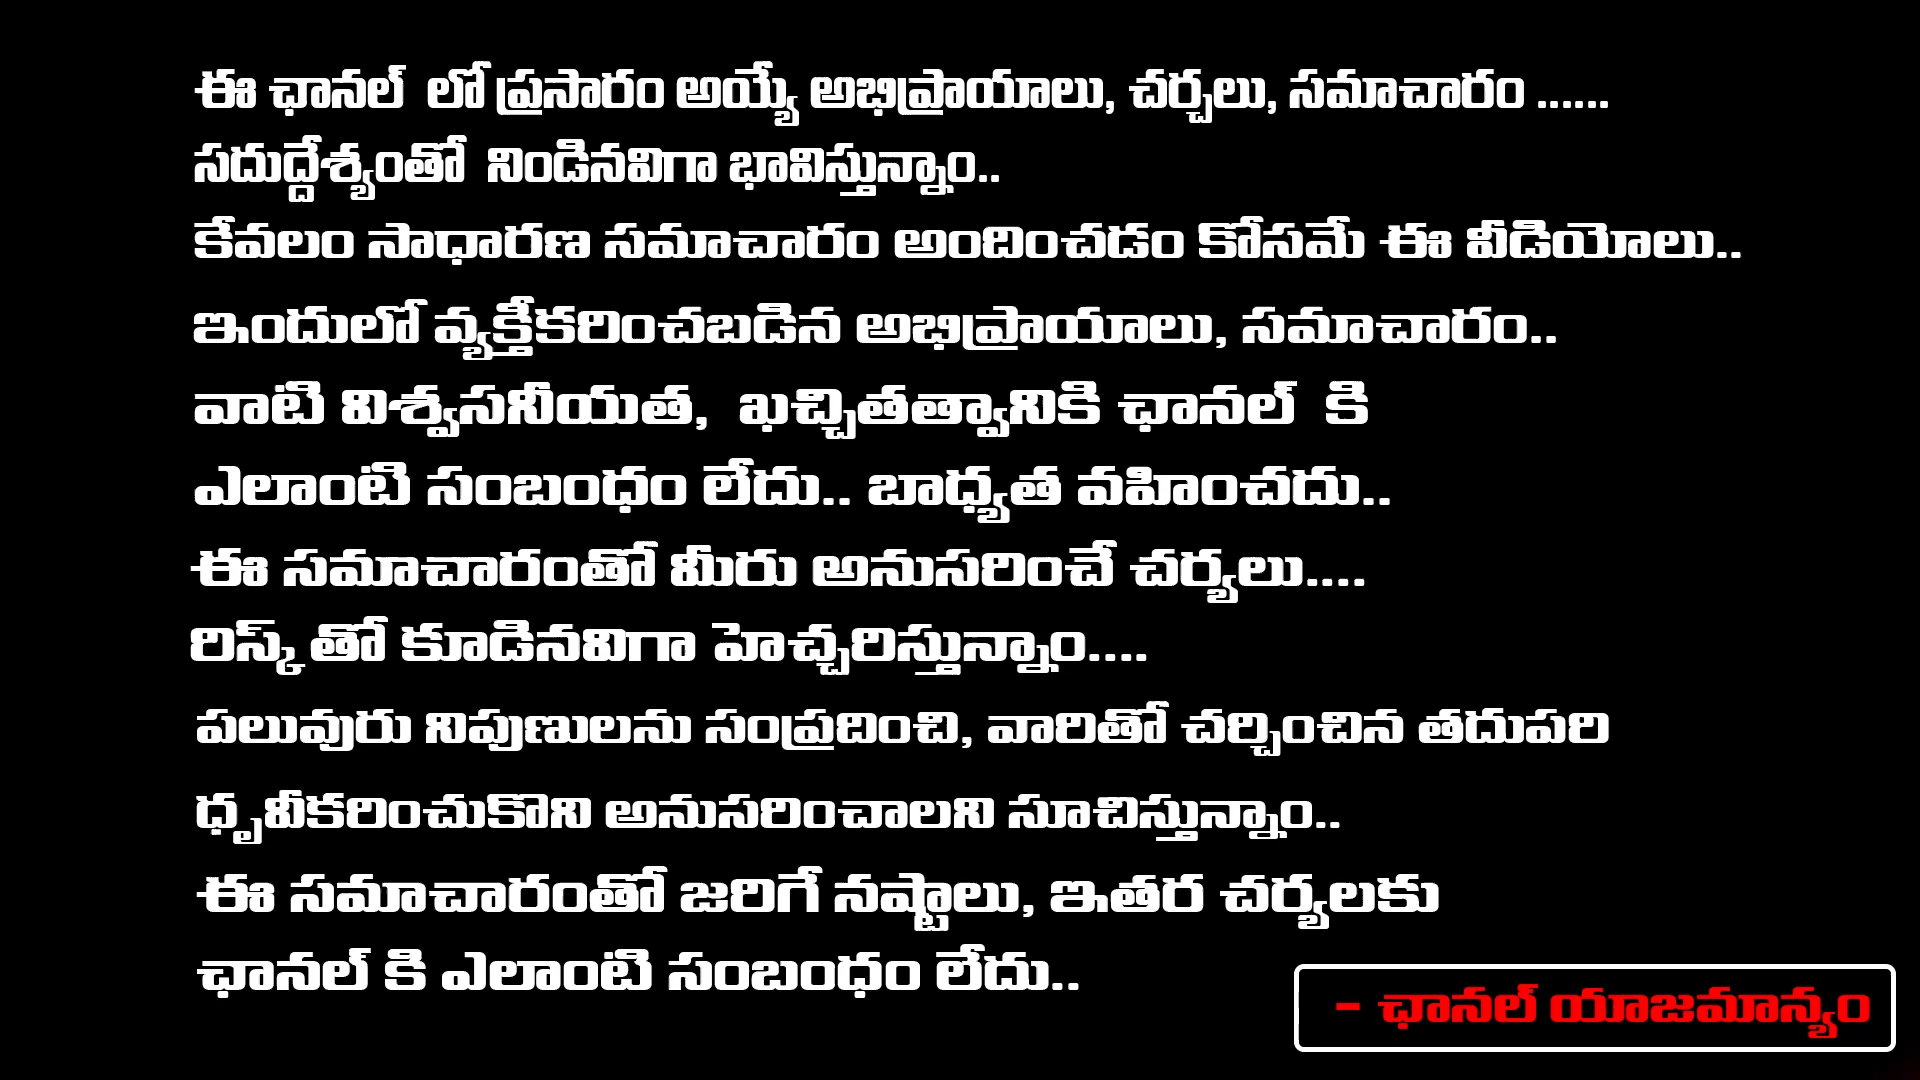 ఈ ఛానల్ లో ప్రసారం అయ్యే అభిప్రాయాలు, చర్చలు, సమాచారం ......
సదుద్దేశ్యంతో నిండినవిగా భావిస్తున్నాం..
కేవలం సాధారణ సమాచారం అందించడం కోసమే ఈ వీడియోలు..
ఇందులో వ్యక్తీకరించబడిన అభిప్రాయాలు, సమాచారం..
వాటి విశ్వసనీయత, ఖచ్చితత్వానికి ఛానల్ కి
ఎలాంటి సంబంధం లేదు.. బాధ్యత వహించదు..
ఈ సమాచారంతో మీరు అనుసరించే చర్యలు....
రిస్క్ తో కూడినవిగా హెచ్చరిస్తున్నాం....
పలువురు నిపుణులను సంప్రదించి, వారితో చర్చించిన తదుపరి
ధృవీకరించుకొని అనుసరించాలని సూచిస్తున్నాం..
ఈ సమాచారంతో జరిగే నష్టాలు, ఇతర చర్యలకు
ఛానల్ కి ఎలాంటి సంబంధం లేదు..
- ఛానల్ యాజమాన్యం